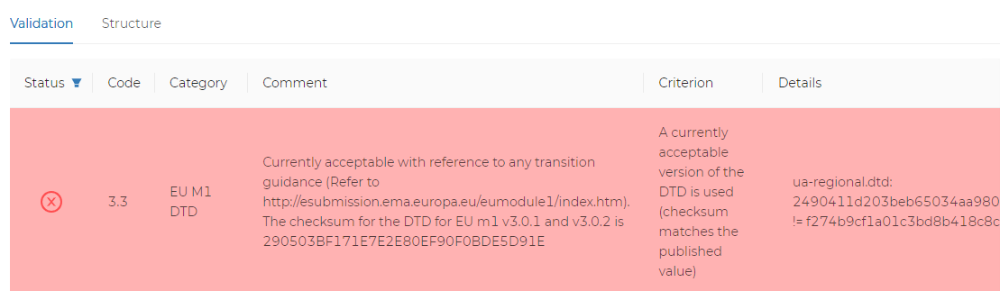 Validation Structure
Status Code Category Comment Criterion Details
3.3
EU M1
DTD
Currently acceptable with reference to any transition
guidance (Refer to
http://esubmission.ema.europa.eu/eumodule1/index.htm).
The checksum for the DTD for EU m1 v3.0.1 and v3.0.2 is
290503BF171E7E2E80EF90F0BDE5D91E
A currently
acceptable
version of the
DTD is used
(checksum
matches the
published
value)
ua-regional.dtd:
2490411d203beb65034aa980
!= f274b9cf1a01c3bd8b418c8c